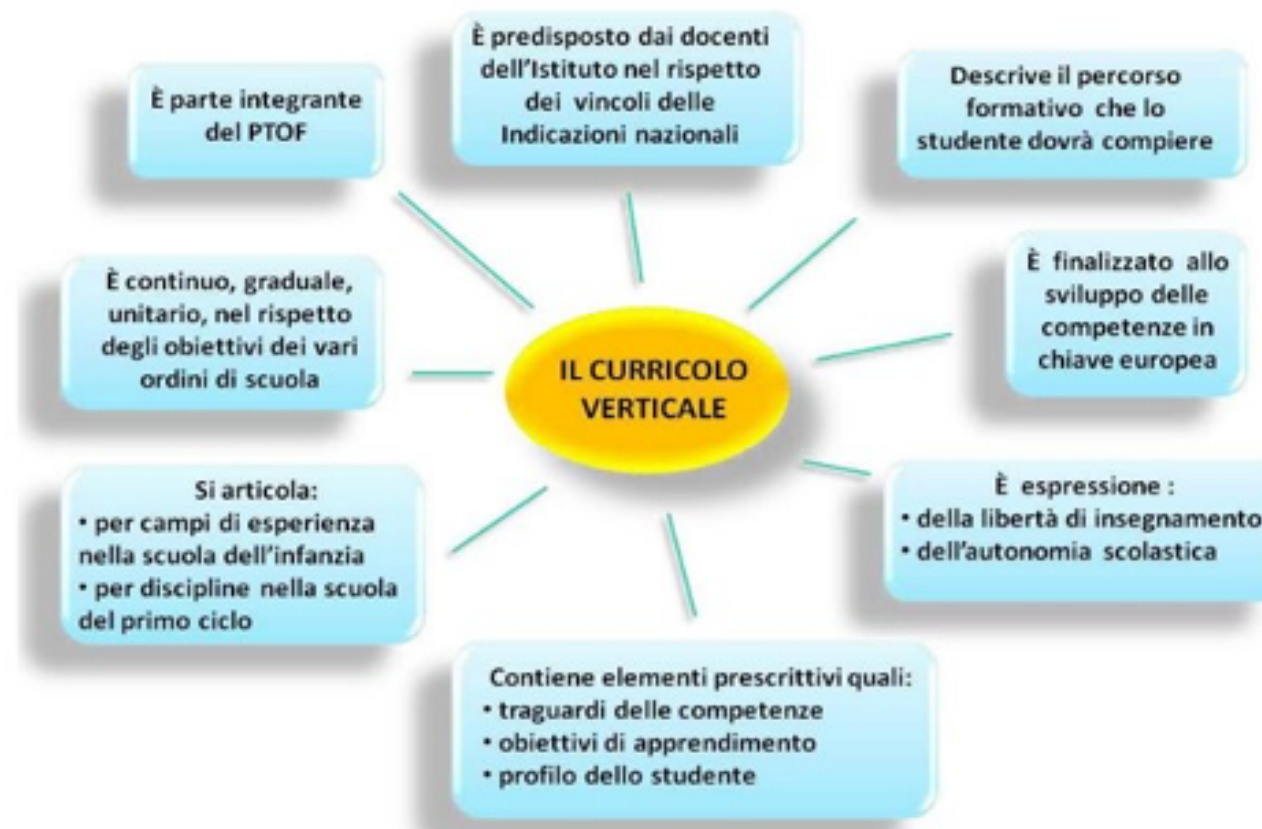 È parte integrante
del PTOF
È predisposto dai docenti
dell'Istituto nel rispetto
dei vincoli delle
Indicazioni nazionali
Descrive il percorso
formativo che lo
studente dovrà compiere
È continuo, graduale,
unitario, nel rispetto
degli obiettivi dei vari
ordini di scuola
IL CURRICOLO
VERTICALE
È finalizzato allo
sviluppo delle
competenze in
chiave europea
Si articola:
• per campi di esperienza
nella scuola dell'infanzia
• per discipline nella scuola
del primo ciclo
È espressione :
• della libertà di insegnamento
• dell'autonomia scolastica
Contiene elementi prescrittivi quali:
• traguardi delle competenze
• obiettivi di apprendimento
• profilo dello studente